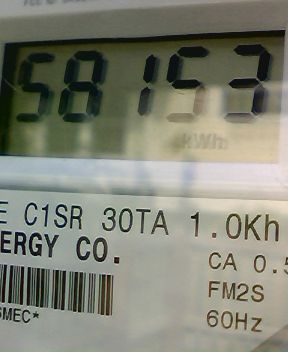 58153
kWh
E C1SR 30TA 1.0Kh
ERGY CO.
CA 0.5
FM2S
SMEC*
60Hz